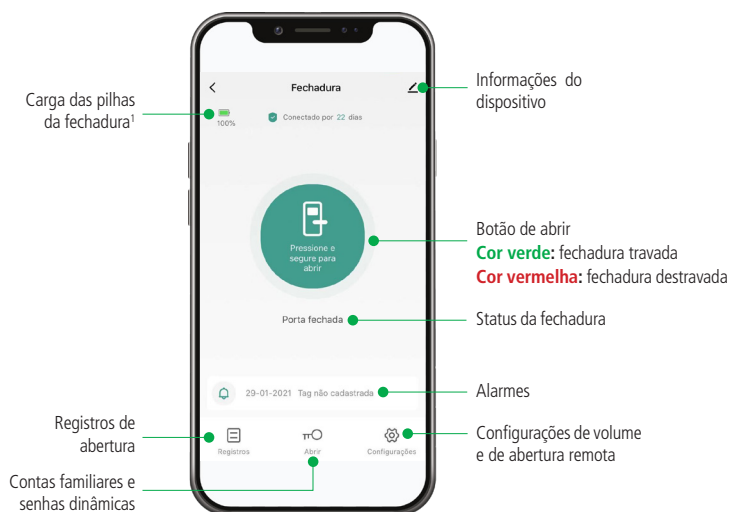 Carga das pilhas
da fechadura¹
Fechadura
100%
Conectado por 22 dias
Informações do
dispositivo
Pressione e
segure para
abrir
Botão de abrir
Cor verde: fechadura travada
Cor vermelha: fechadura destravada
Porta fechada
Status da fechadura
29-01-2021 Tag não cadastrada
Alarmes
Registros de
abertura
Registros
Abrir
Configurações
Configurações de volume
e de abertura remota
Contas familiares e
senhas dinâmicas